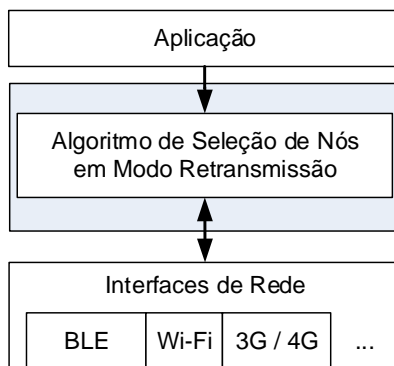 Aplicação
Algoritmo de Seleção de Nós
em Modo Retransmissão
Interfaces de Rede
BLE Wi-Fi 3G / 4G ...